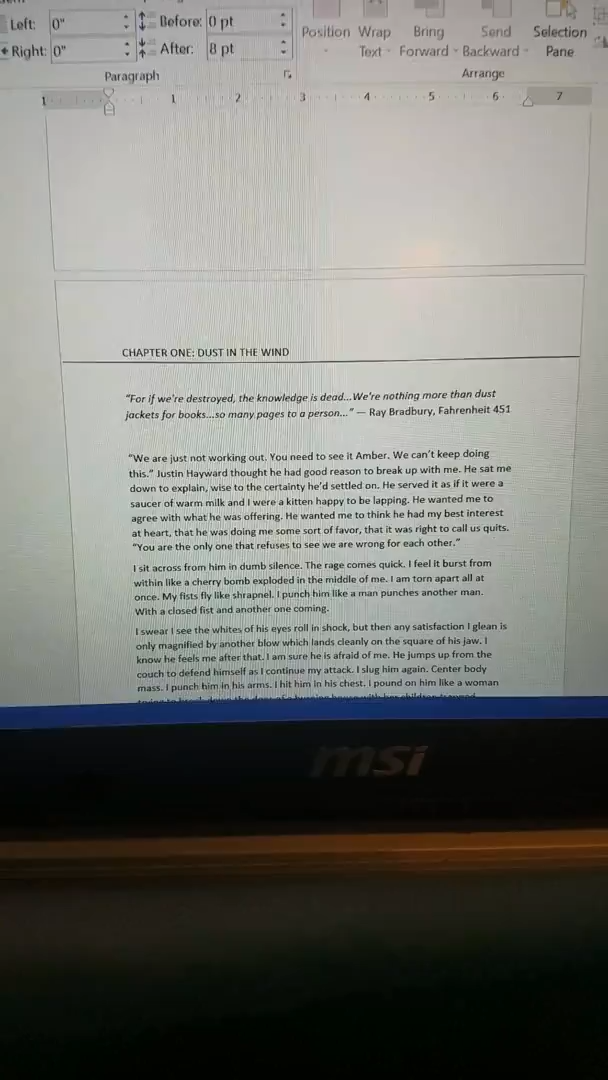 Left: 0" Before: 0 pt
Right: 0" After: 8 pt
Position Wrap Text Bring Forward Send Backward Selection Pane
Paragraph Arrange
1 1 2 3 4 5 6 7
CHAPTER ONE: DUST IN THE WIND
"For if we're destroyed, the knowledge is dead...We're nothing more than dust
jackets for books...so many pages to a person..." — Ray Bradbury, Fahrenheit 451
"We are just not working out. You need to see it Amber. We can't keep doing
this." Justin Hayward thought he had good reason to break up with me. He sat me
down to explain, wise to the certainty he'd settled on. He served it as if it were a
saucer of warm milk and I were a kitten happy to be lapping. He wanted me to
agree with what he was offering. He wanted me to think he had my best interest
at heart, that he was doing me some sort of favor, that it was right to call us quits.
"You are the only one that refuses to see we are wrong for each other."
I sit across from him in dumb silence. The rage comes quick. I feel it burst from
within like a cherry bomb exploded in the middle of me. I am torn apart all at
once. My fists fly like shrapnel. I punch him like a man punches another man.
With a closed fist and another one coming.
I swear I see the whites of his eyes roll in shock, but then any satisfaction I glean is
only magnified by another blow which lands cleanly on the square of his jaw. I
know he feels me after that. I am sure he is afraid of me. He jumps up from the
couch to defend himself as I continue my attack. I slug him again. Center body
mass. I punch him in his arms. I hit him in his chest. I pound on him like a woman
msi